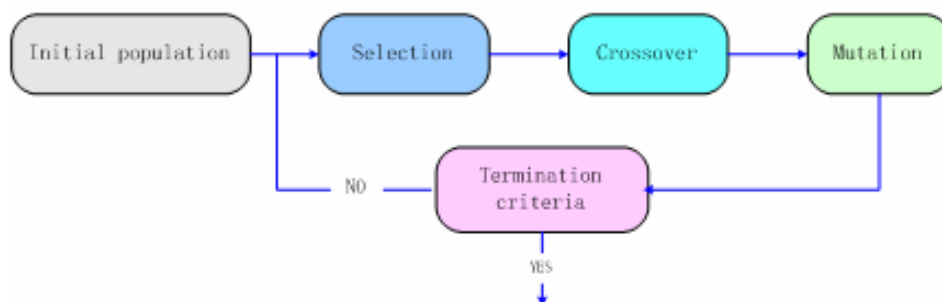 Initial population
Selection
Crossover
Mutation
Termination
criteria
NO
YES